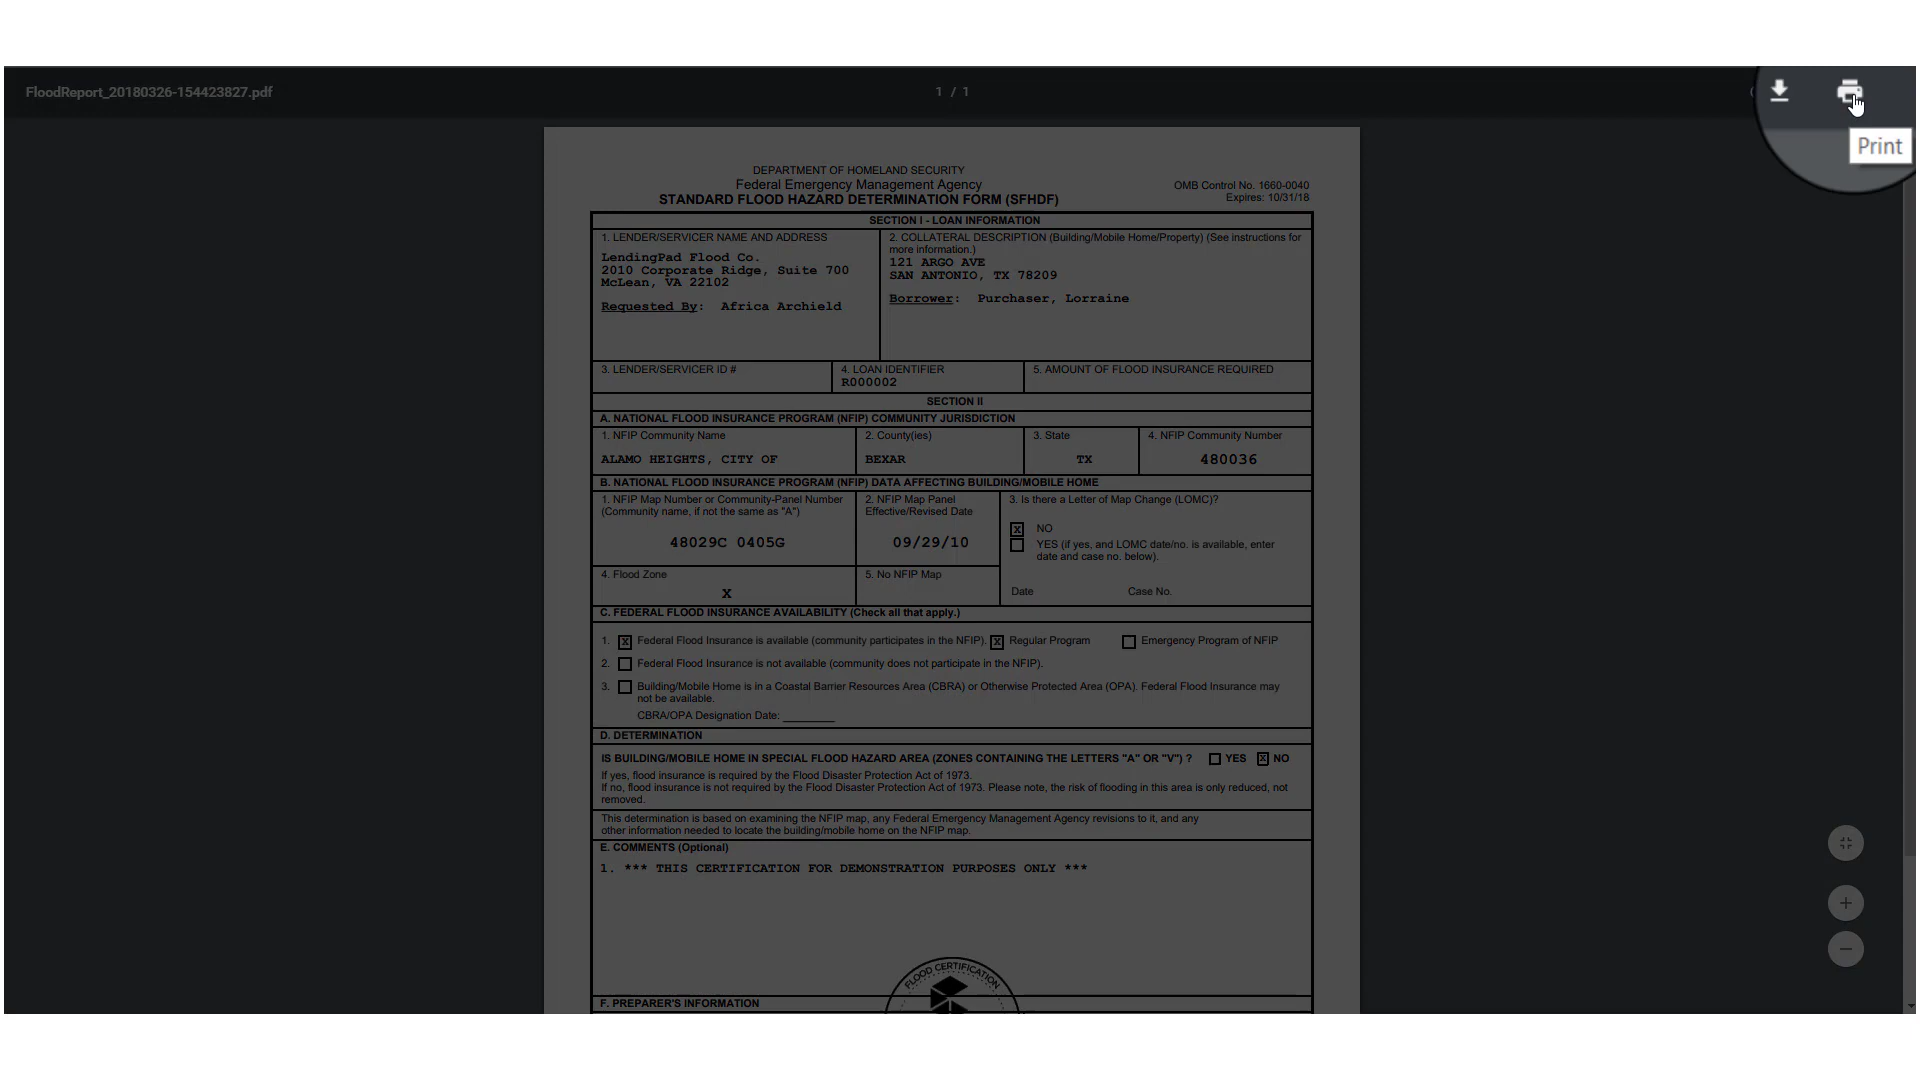 FloodReport_20180326-154423827.pdf
1 / 1
Print
DEPARTMENT OF HOMELAND SECURITY
Federal Emergency Management Agency
STANDARD FLOOD HAZARD DETERMINATION FORM (SFHDF)
OMB Control No. 1660-0040
Expires: 10/31/18
SECTION I - LOAN INFORMATION
1. LENDER/SERVICER NAME AND ADDRESS
LendingPad Flood Co.
2010 Corporate Ridge, Suite 700
McLean, VA 22102
Requested By: Africa Archield
2. COLLATERAL DESCRIPTION (Building/Mobile Home/Property) (See instructions for
more information.)
121 ARGO AVE
SAN ANTONIO, TX 78209
Borrower: Purchaser, Lorraine
3. LENDER/SERVICER ID #
4. LOAN IDENTIFIER
R000002
5. AMOUNT OF FLOOD INSURANCE REQUIRED
SECTION II
A. NATIONAL FLOOD INSURANCE PROGRAM (NFIP) COMMUNITY JURISDICTION
1. NFIP Community Name
ALAMO HEIGHTS, CITY OF
2. County(ies)
BEXAR
3. State
TX
4. NFIP Community Number
480036
B. NATIONAL FLOOD INSURANCE PROGRAM (NFIP) DATA AFFECTING BUILDING/MOBILE HOME
1. NFIP Map Number or Community-Panel Number
(Community name, if not the same as "A")
48029C 0405G
2. NFIP Map Panel
Effective/Revised Date
09/29/10
3. Is there a Letter of Map Change (LOMC)?
X NO
YES (if yes, and LOMC date/no. is available, enter
date and case no. below).
Date Case No.
4. Flood Zone
X
5. No NFIP Map
C. FEDERAL FLOOD INSURANCE AVAILABILITY (Check all that apply.)
1. X Federal Flood Insurance is available (community participates in the NFIP). X Regular Program Emergency Program of NFIP
2. Federal Flood Insurance is not available (community does not participate in the NFIP).
3. Building/Mobile Home is in a Coastal Barrier Resources Area (CBRA) or Otherwise Protected Area (OPA). Federal Flood Insurance may
not be available.
CBRA/OPA Designation Date: ________
D. DETERMINATION
IS BUILDING/MOBILE HOME IN SPECIAL FLOOD HAZARD AREA (ZONES CONTAINING THE LETTERS "A" OR "V") ? YES X NO
If yes, flood insurance is required by the Flood Disaster Protection Act of 1973.
If no, flood insurance is not required by the Flood Disaster Protection Act of 1973. Please note, the risk of flooding in this area is only reduced, not
removed.
This determination is based on examining the NFIP map, any Federal Emergency Management Agency revisions to it, and any
other information needed to locate the building/mobile home on the NFIP map.
E. COMMENTS (Optional)
1. *** THIS CERTIFICATION FOR DEMONSTRATION PURPOSES ONLY ***
FLOOD CERTIFICATION
F. PREPARER'S INFORMATION